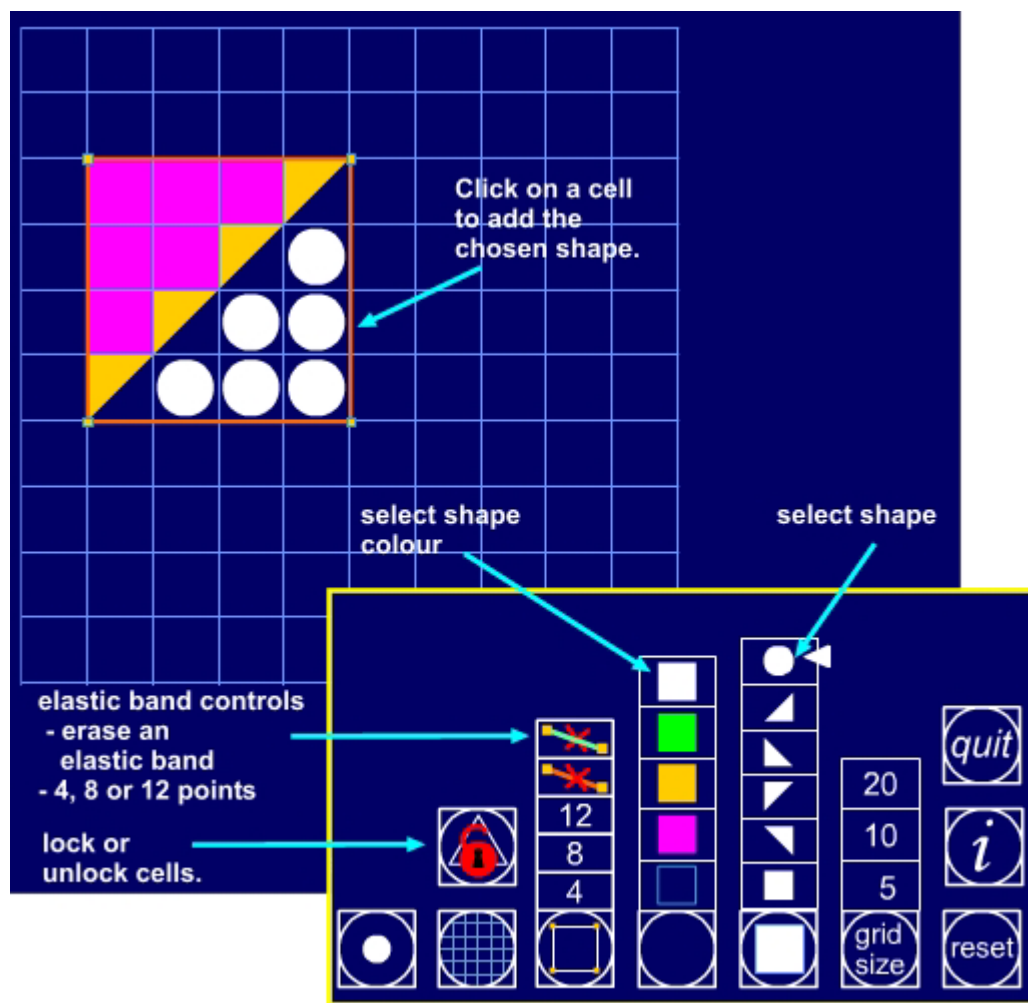 Click on a cell
to add the
chosen shape.
select shape
colour
select shape
elastic band controls
- erase an
elastic band
- 4, 8 or 12 points
lock or
unlock cells.
12
8
4
20
10
5
grid
size
quit
i
reset